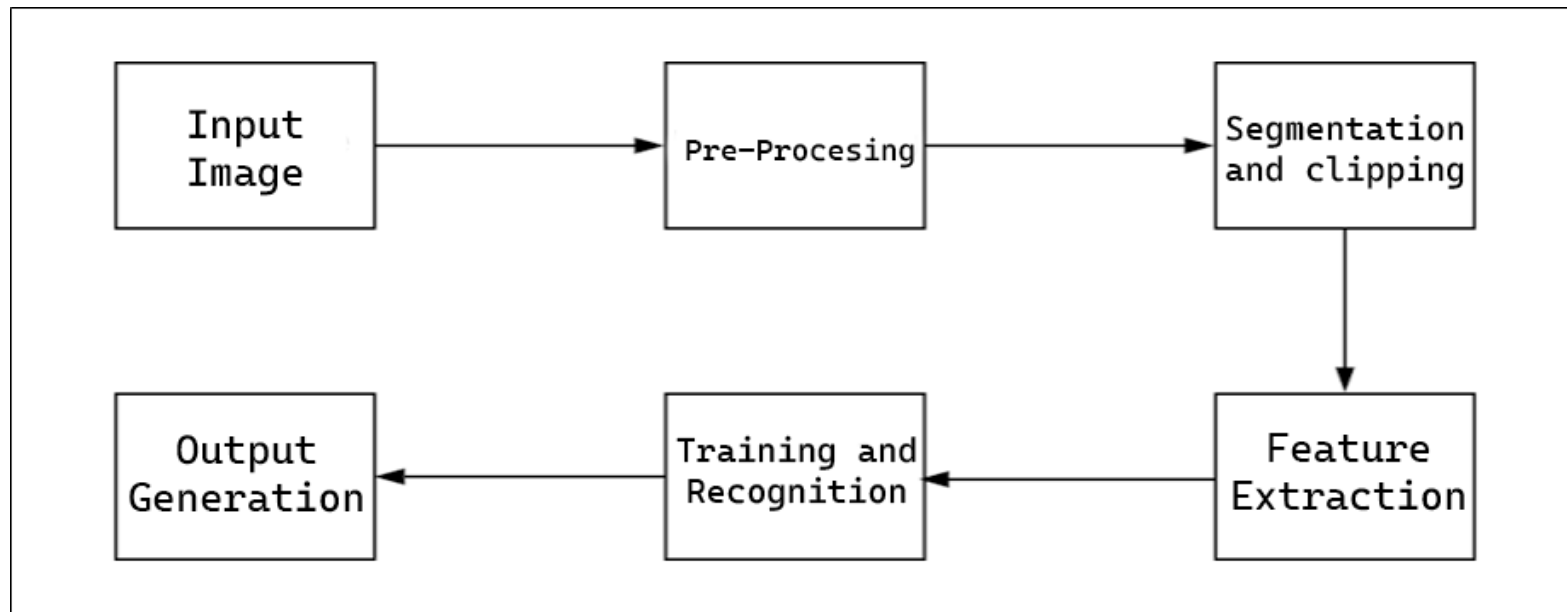 Input
Image
Pre-Procesing
Segmentation
and clipping
Feature
Extraction
Training and
Recognition
Output
Generation